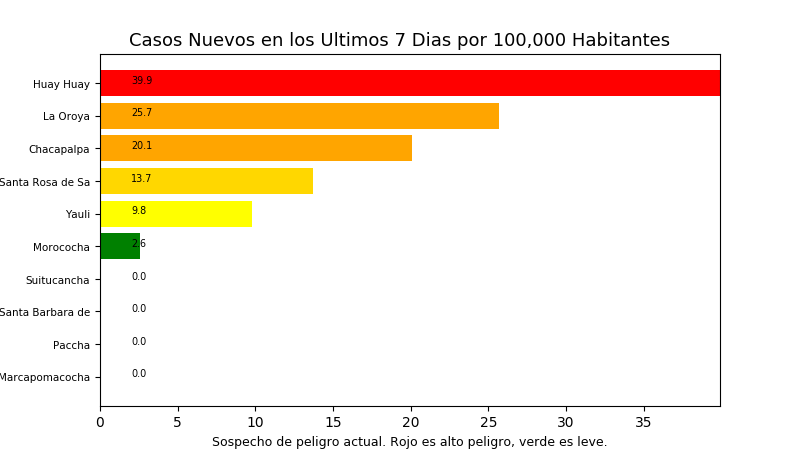 Casos Nuevos en los Ultimos 7 Dias por 100,000 Habitantes
Huay Huay 39.9
La Oroya 25.7
Chacapalpa 20.1
Santa Rosa de Sa 13.7
Yauli 9.8
Morococha 2.6
Suitucancha 0.0
Santa Barbara de 0.0
Paccha 0.0
Marcapomacocha 0.0
0 5 10 15 20 25 30 35
Sospecho de peligro actual. Rojo es alto peligro, verde es leve.